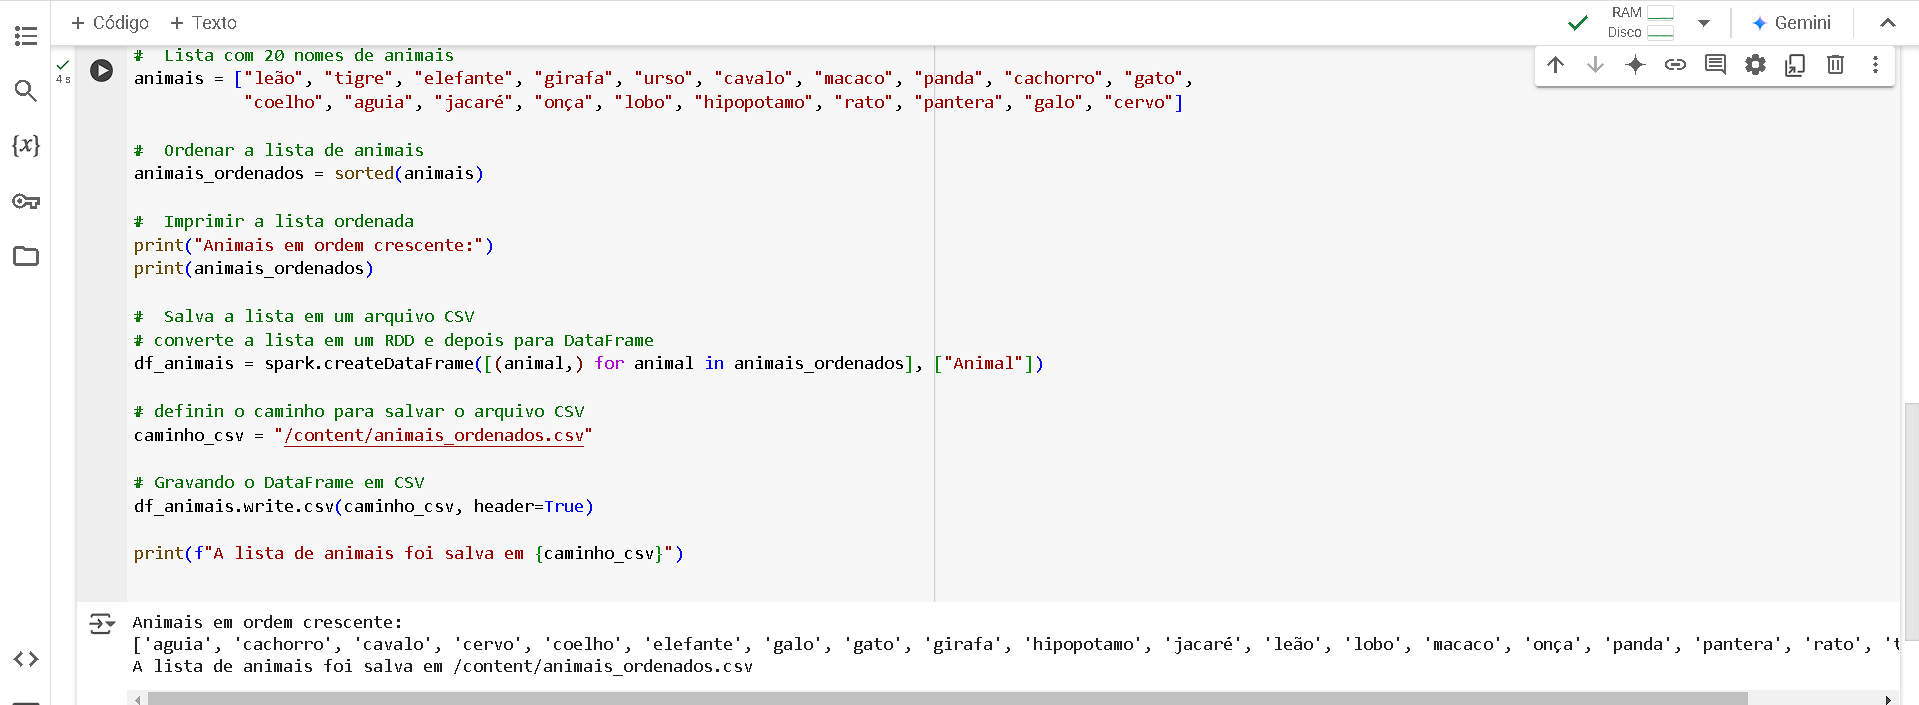 + Código + Texto
RAM
Disco
Gemini
4 s
{x}
#  Lista com 20 nomes de animais
animais = ["leão", "tigre", "elefante", "girafa", "urso", "cavalo", "macaco", "panda", "cachorro", "gato",
"coelho", "aguia", "jacaré", "onça", "lobo", "hipopotamo", "rato", "pantera", "galo", "cervo"]
#  Ordenar a lista de animais
animais_ordenados = sorted(animais)
#  Imprimir a lista ordenada
print("Animais em ordem crescente:")
print(animais_ordenados)
#  Salva a lista em um arquivo CSV
# converte a lista em um RDD e depois para DataFrame
df_animais = spark.createDataFrame([(animal,) for animal in animais_ordenados], ["Animal"])
# definin o caminho para salvar o arquivo CSV
caminho_csv = "/content/animais_ordenados.csv"
# Gravando o DataFrame em CSV
df_animais.write.csv(caminho_csv, header=True)
print(f"A lista de animais foi salva em {caminho_csv}")
Animais em ordem crescente:
['aguia', 'cachorro', 'cavalo', 'cervo', 'coelho', 'elefante', 'galo', 'gato', 'girafa', 'hipopotamo', 'jacaré', 'leão', 'lobo', 'macaco', 'onça', 'panda', 'pantera', 'rato', 't
A lista de animais foi salva em /content/animais_ordenados.csv